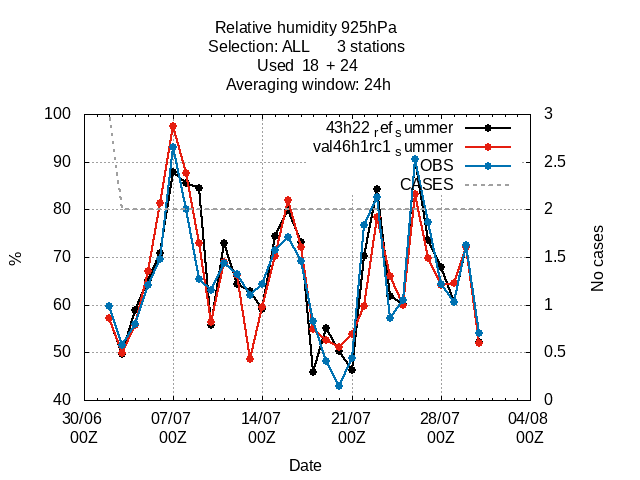 Relative humidity 925hPa
Selection: ALL 3 stations
Used 18 + 24
Averaging window: 24h
100
90
80
70
60
50
40
3
2.5
2
1.5
1
0.5
0
43h22 refsummer
val46h1rc1 summer
OBS
CASES
%
No cases
30/06 07/07 14/07 21/07 28/07 04/08
00Z 00Z 00Z 00Z 00Z 00Z
Date